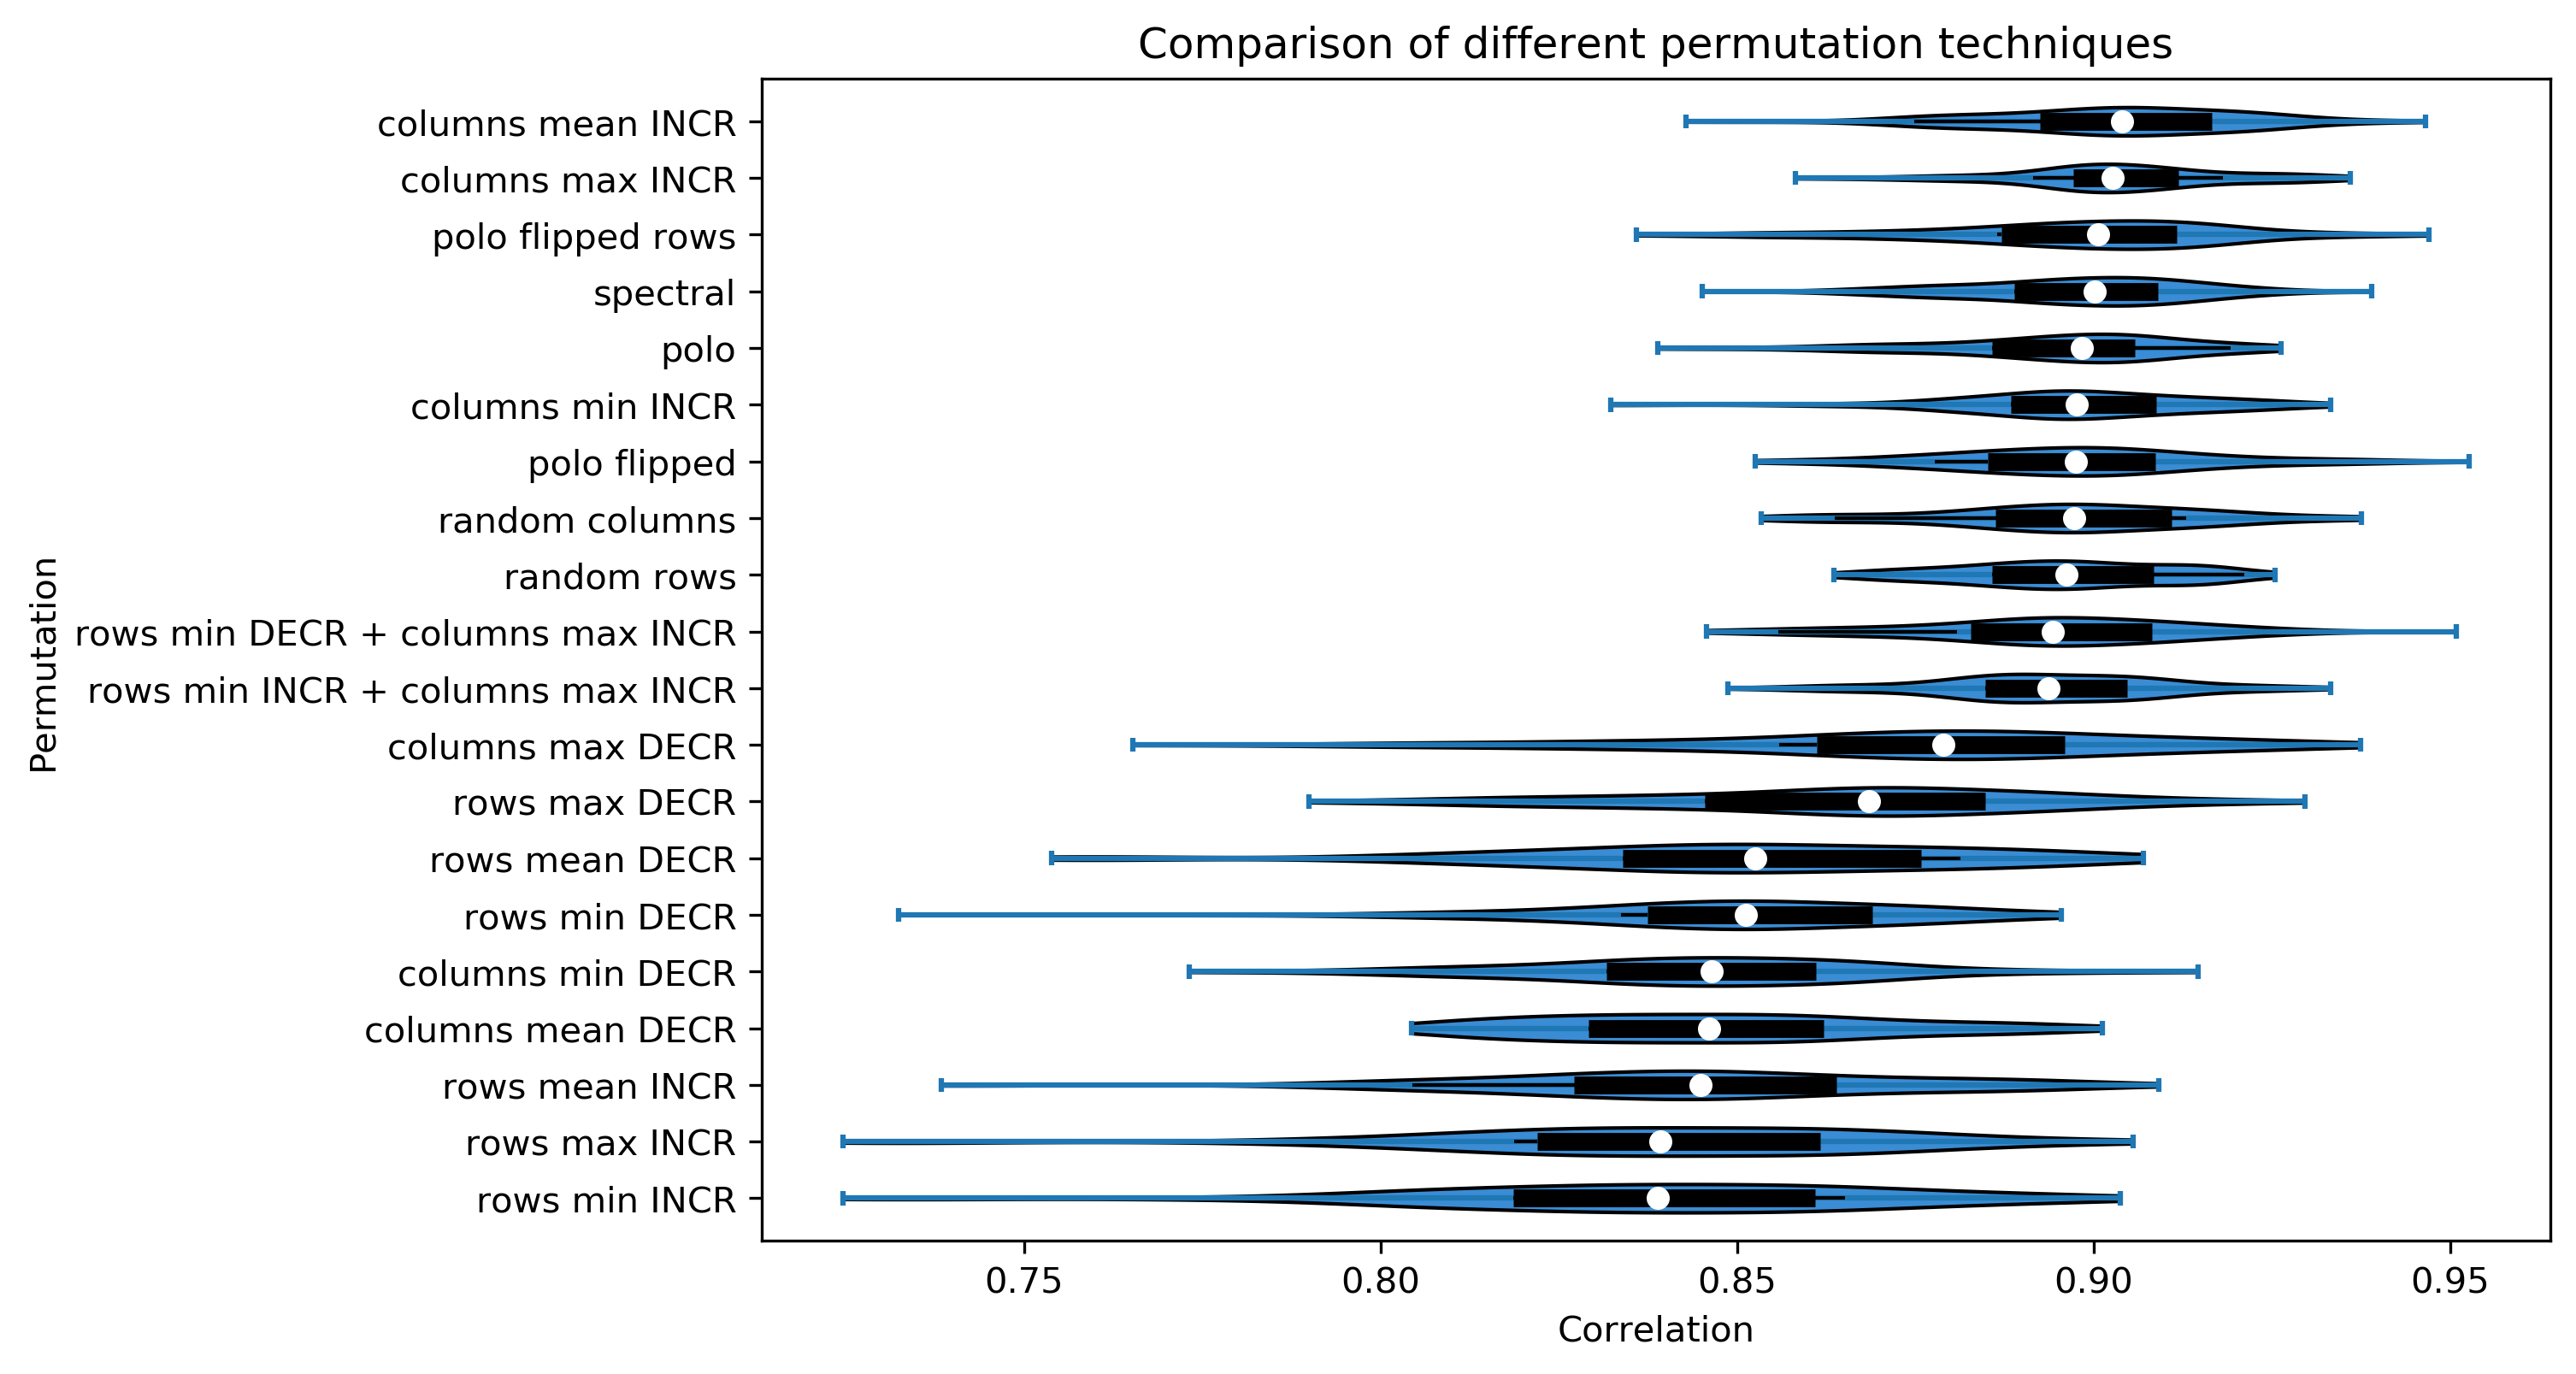 Comparison of different permutation techniques
Permutation
columns mean INCR
columns max INCR
polo flipped rows
spectral
polo
columns min INCR
polo flipped
random columns
random rows
rows min DECR + columns max INCR
rows min INCR + columns max INCR
columns max DECR
rows max DECR
rows mean DECR
rows min DECR
columns min DECR
columns mean DECR
rows mean INCR
rows max INCR
rows min INCR
0.75 0.80 0.85 0.90 0.95
Correlation